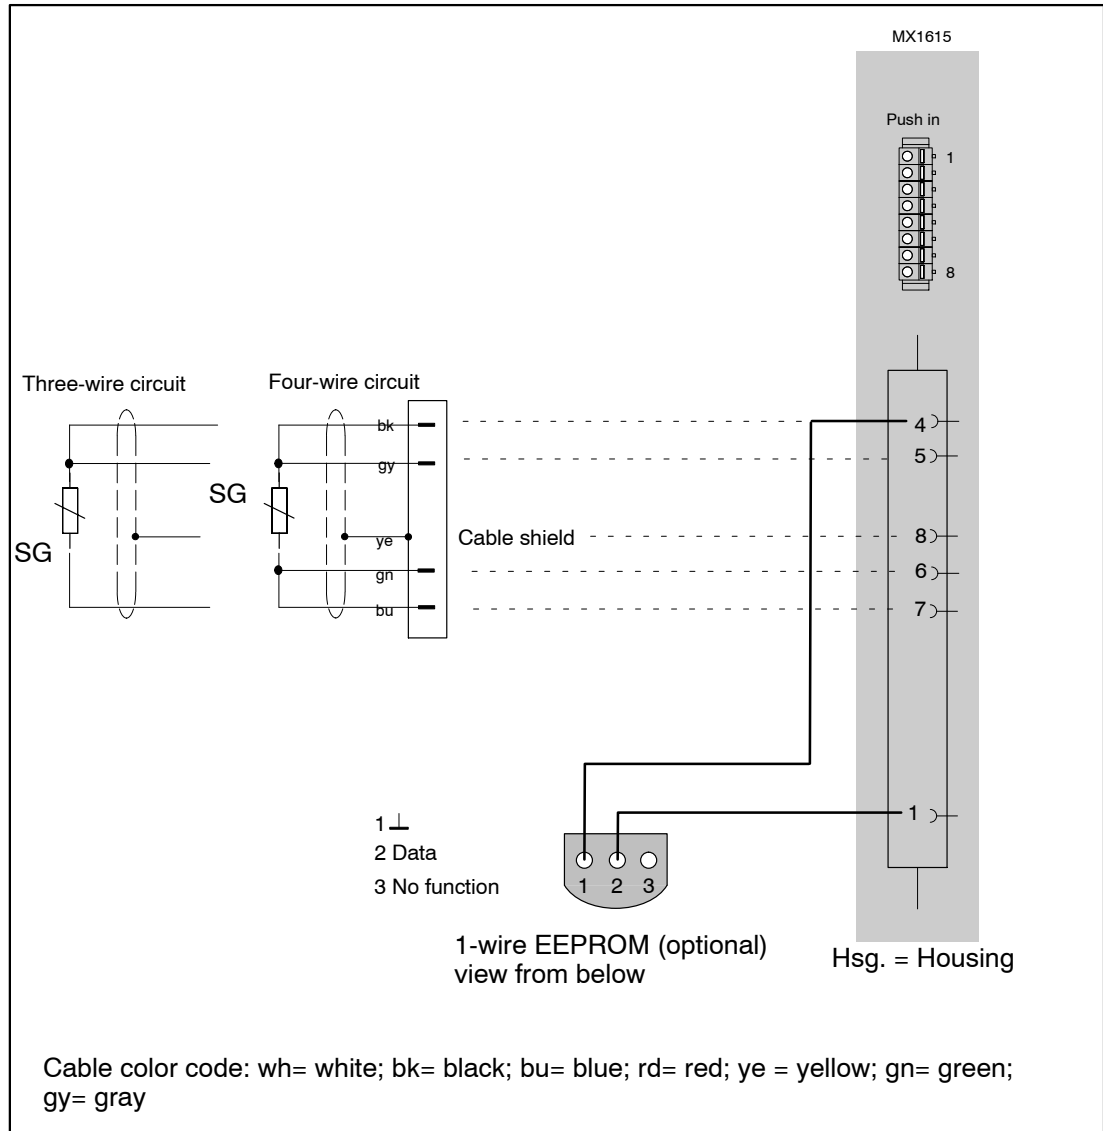 MX1615
Push in
1
8
Three-wire circuit
Four-wire circuit
bk
4
gy
5
SG
SG
ye
Cable shield
8
gn
6
bu
7
1
1
2 Data
3 No function
1 2 3
1-wire EEPROM (optional)
view from below
Hsg. = Housing
Cable color code: wh= white; bk= black; bu= blue; rd= red; ye = yellow; gn= green;
gy= gray